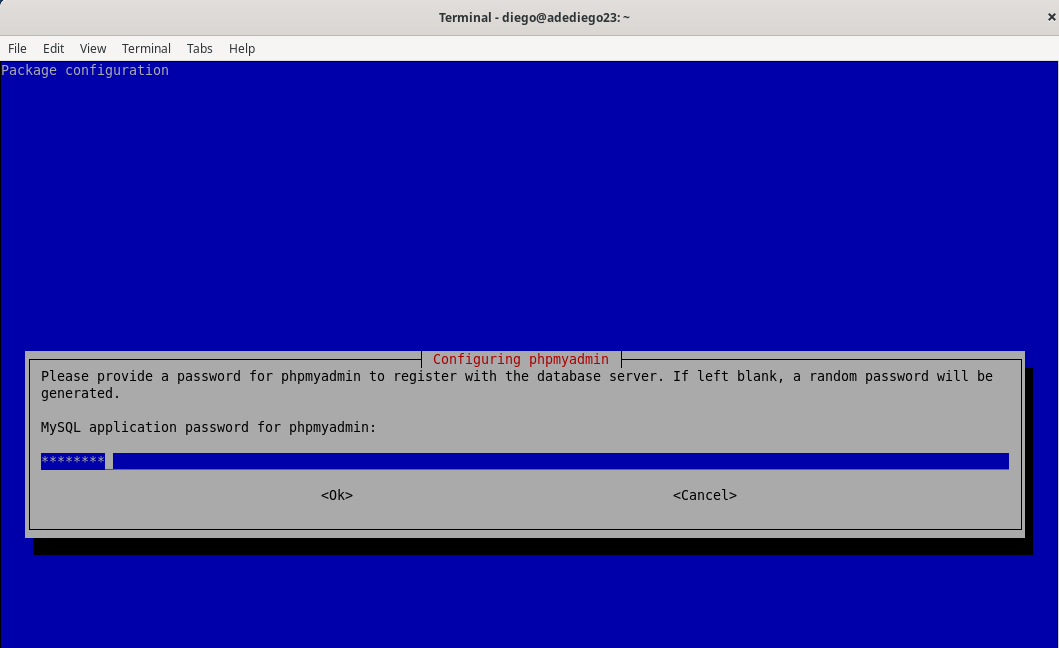 Terminal - diego@adediego23: ~
File Edit View Terminal Tabs Help
Package configuration
Configuring phpmyadmin
Please provide a password for phpmyadmin to register with the database server. If left blank, a random password will be
generated.
MySQL application password for phpmyadmin:
********
<Ok> <Cancel>